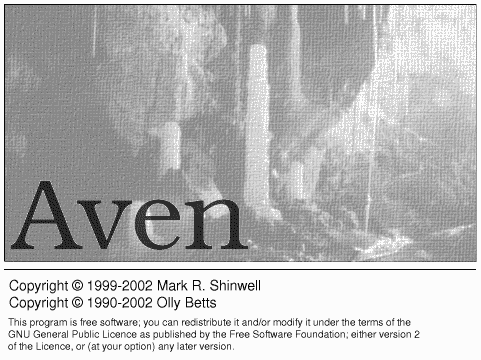 Aven
Copyright © 1999-2002 Mark R. Shinwell
Copyright © 1990-2002 Olly Betts
This program is free software; you can redistribute it and/or modify it under the terms of the
GNU General Public Licence as published by the Free Software Foundation; either version 2
of the Licence, or (at your option) any later version.